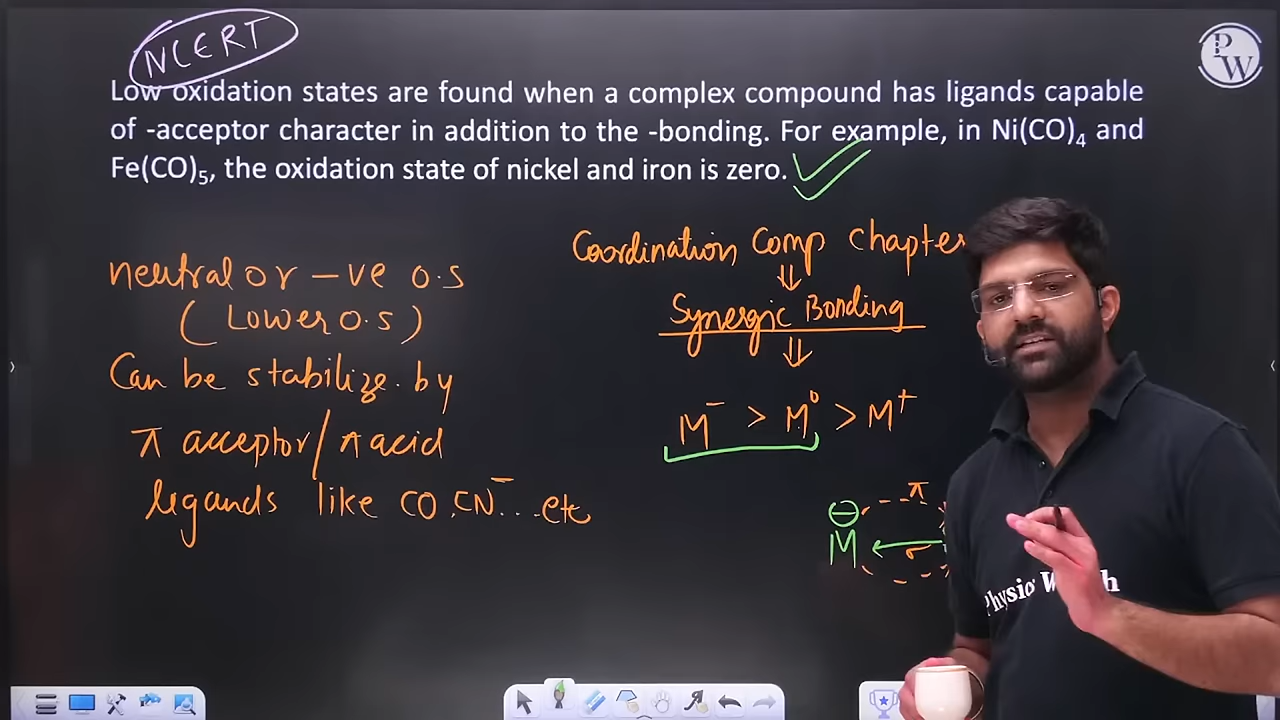 NCERT
PW
Low oxidation states are found when a complex compound has ligands capable
of -acceptor character in addition to the -bonding. For example, in Ni(CO)4 and
Fe(CO)5, the oxidation state of nickel and iron is zero.
neutral or -ve o.s
(Lower o.s)
Can be stabilize by
π acceptor/π acid
ligands like CO, CN⁻...etc
Coordination Comp chapter
⇓
Synergic Bonding
⇓
M⁻ > M⁰ > M⁺
π
⊖
M ← σ
Physics W